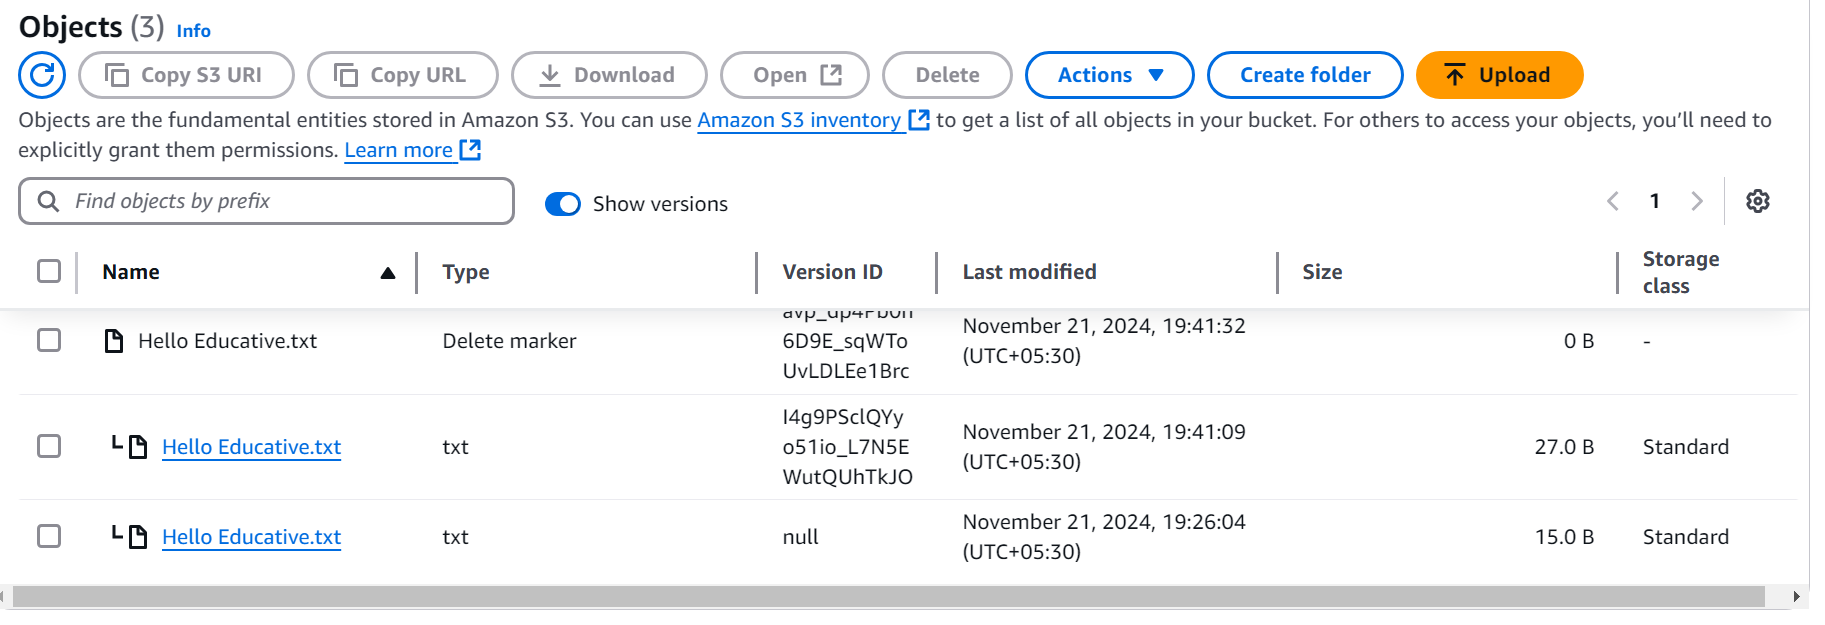 Objects (3) Info
Copy S3 URI Copy URL Download Open Delete Actions Create folder Upload
Objects are the fundamental entities stored in Amazon S3. You can use Amazon S3 inventory to get a list of all objects in your bucket. For others to access your objects, you’ll need to
explicitly grant them permissions. Learn more
Find objects by prefix Show versions 1
Name Type Version ID Last modified Size Storage class
Hello Educative.txt Delete marker 6D9E_sqWTo UvLDLEe1Brc November 21, 2024, 19:41:32 (UTC+05:30) 0 B -
Hello Educative.txt txt I4g9PSclQYy o51io_L7N5E WutQUhTkJO November 21, 2024, 19:41:09 (UTC+05:30) 27.0 B Standard
Hello Educative.txt txt null November 21, 2024, 19:26:04 (UTC+05:30) 15.0 B Standard